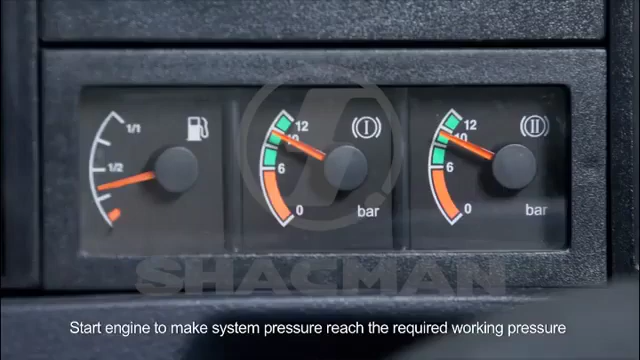 1/1
1/2
12
10
6
0
(I)
bar
12
10
6
0
(II)
bar
SHACMAN
Start engine to make system pressure reach the required working pressure